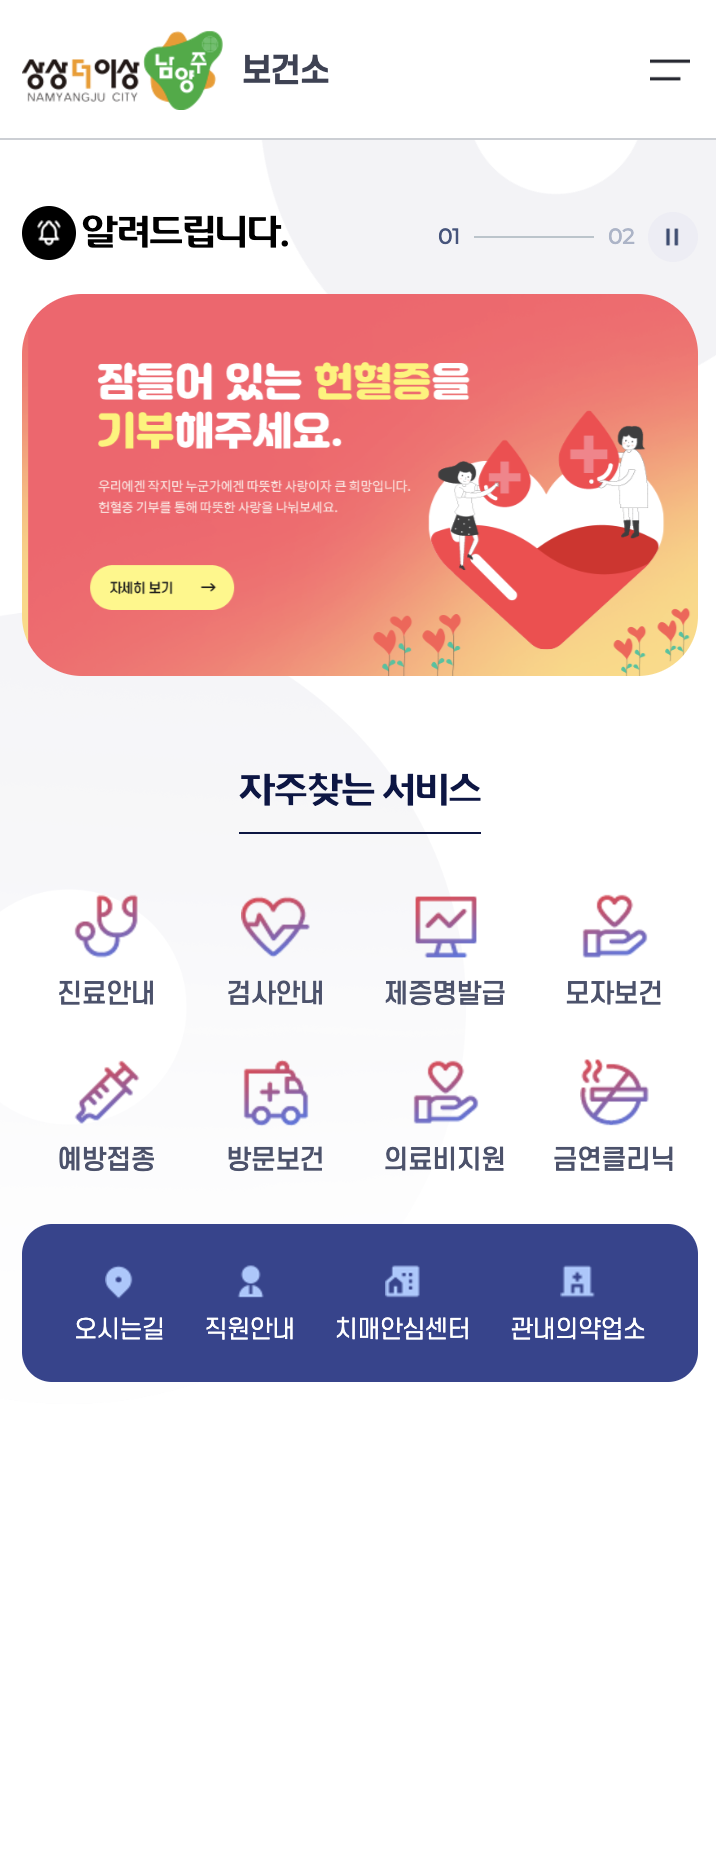 상상더이상
NAMYANGJU CITY
남양주
보건소
알려드립니다.
01
02
잠들어 있는 헌혈증을
기부해주세요.
우리에겐 작지만 누군가에겐 따뜻한 사랑이자 큰 희망입니다.
헌혈증 기부를 통해 따뜻한 사랑을 나눠보세요.
자세히 보기
자주찾는 서비스
진료안내
검사안내
제증명발급
모자보건
예방접종
방문보건
의료비지원
금연클리닉
오시는길
직원안내
치매안심센터
관내의약업소